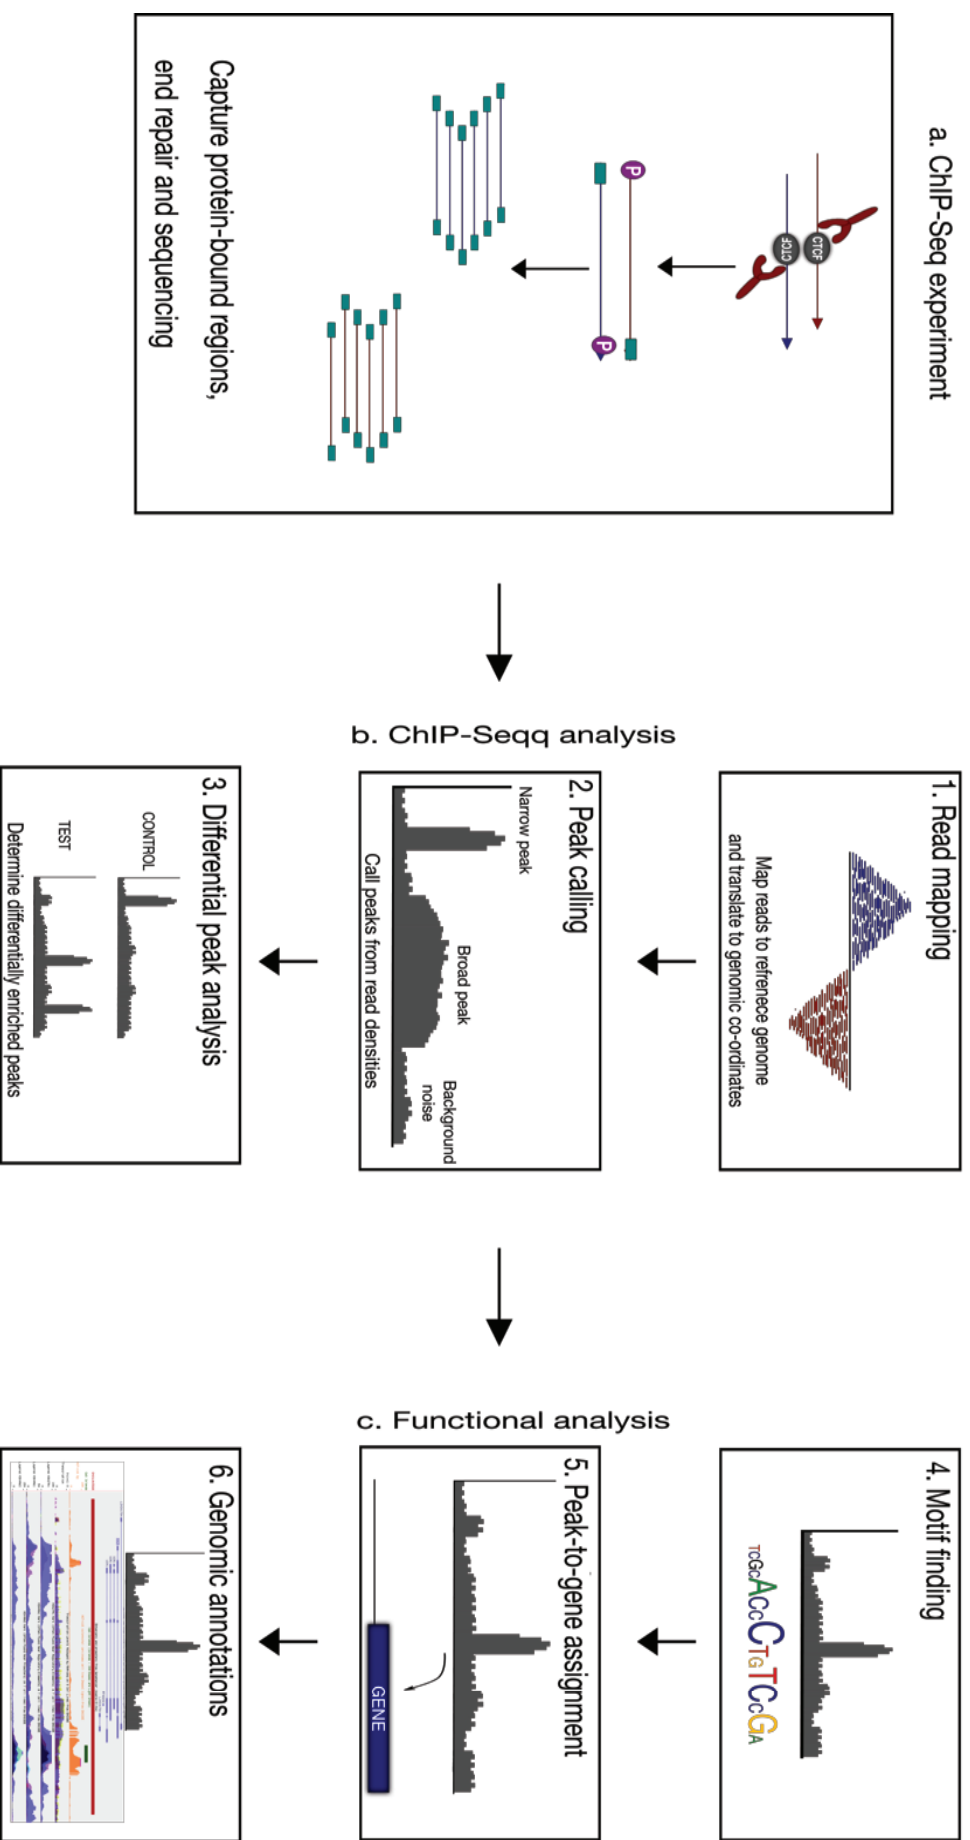 a. ChIP-Seq experiment
CTCF
CTCF
P
P
Capture protein-bound regions,
end repair and sequencing
b. ChIP-Seqq analysis
1. Read mapping
Map reads to refrenece genome
and translate to genomic co-ordinates
2. Peak calling
Narrow peak
Broad peak
Background
noise
Call peaks from read densities
3. Differential peak analysis
CONTROL
TEST
Determine differentially enriched peaks
c. Functional analysis
4. Motif finding
TCGCACCCTGTCCGA
5. Peak-to-gene assignment
GENE
6. Genomic annotations